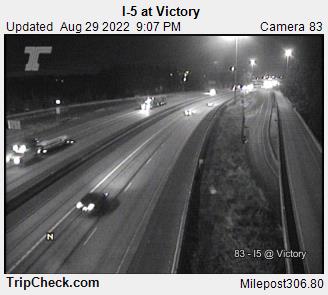 I-5 at Victory
Updated Aug 29 2022 9:07 PM Camera 83
T
N
83 - I5 @ Victory
TripCheck.com Milepost306.80